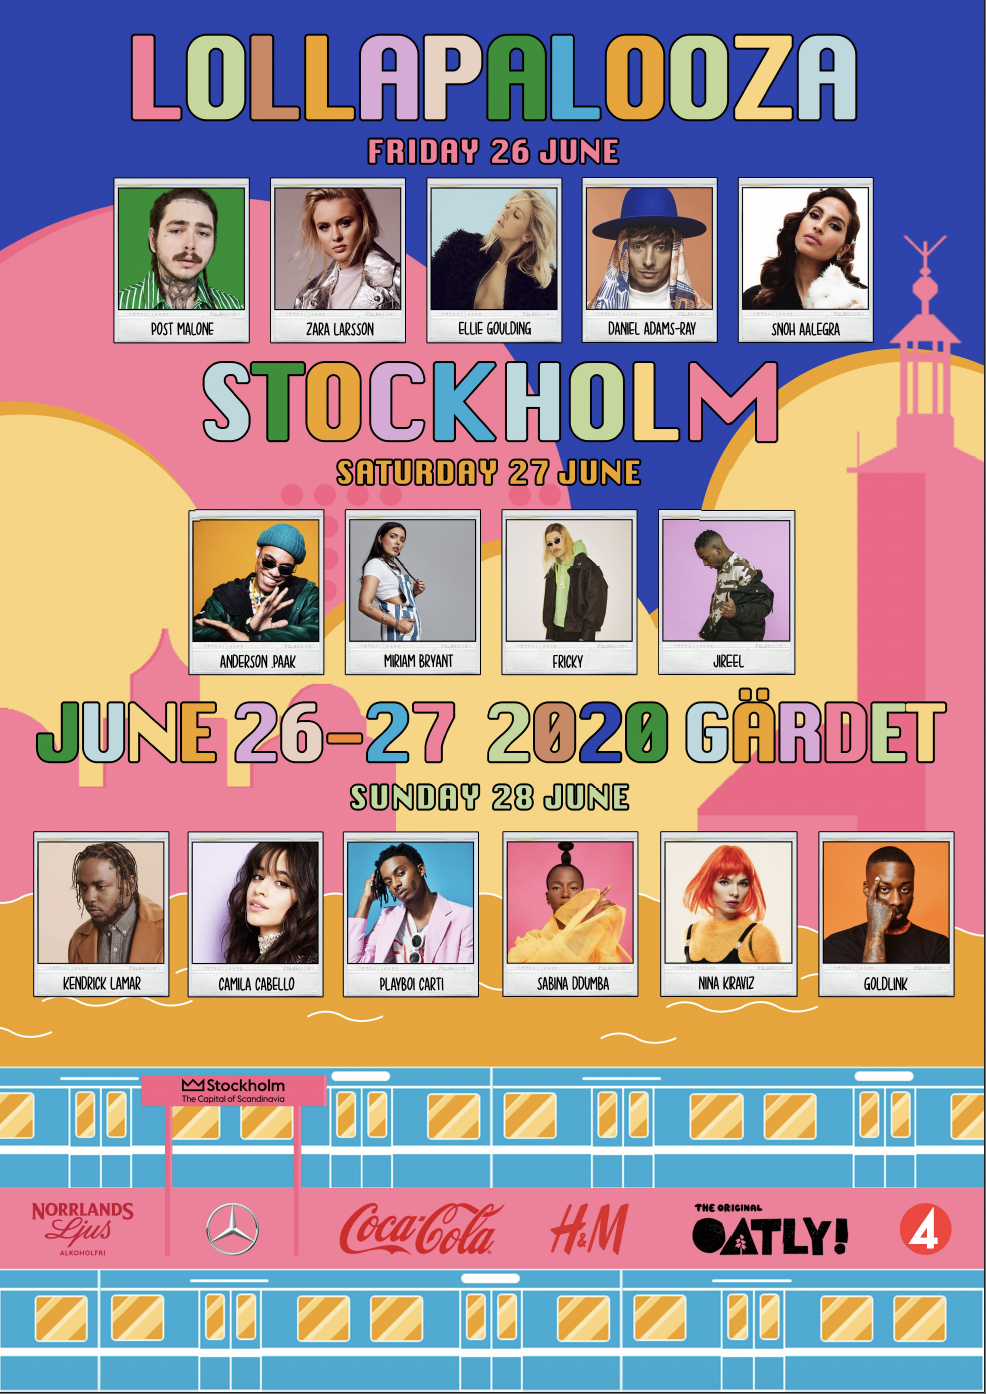 LOLLAPALOOZA
FRIDAY 26 JUNE
POST MALONE
ZARA LARSSON
ELLIE GOULDING
DANIEL ADAMS-RAY
SNOH AALEGRA
STOCKHOLM
SATURDAY 27 JUNE
ANDERSON .PAAK
MIRIAM BRYANT
FRICKY
JIREEL
JUNE 26-27 2020 GÄRDET
SUNDAY 28 JUNE
KENDRICK LAMAR
CAMILA CABELLO
PLAYBOI CARTI
SABINA DDUMBA
NINA KRAVIZ
GOLDLINK
Stockholm
The Capital of Scandinavia
NORRLANDS
Ljus
ALKOHOLFRI
Coca-Cola
H&M
THE ORIGINAL
OATLY!
4